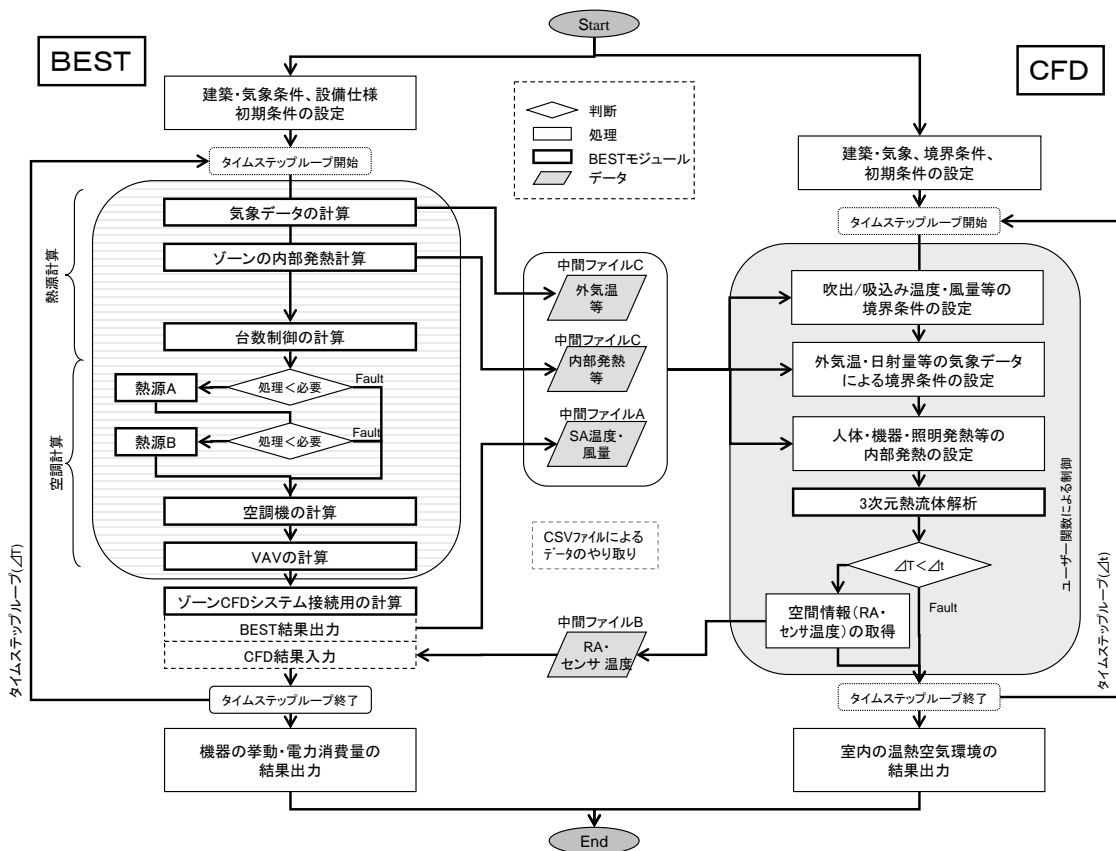 Start
BEST
建築・気象条件、設備仕様
初期条件の設定
タイムステップループ開始
熱源計算
空調計算
気象データの計算
ゾーンの内部発熱計算
台数制御の計算
処理<必要
Fault
熱源A
処理<必要
Fault
熱源B
空調機の計算
VAVの計算
ゾーンCFDシステム接続用の計算
BEST結果出力
CFD結果入力
タイムステップループ終了
タイムステップループ(⊿T)
機器の挙動・電力消費量の
結果出力
判断
処理
BESTモジュール
データ
中間ファイルC
外気温
等
中間ファイルC
内部発熱
等
中間ファイルA
SA温度・
風量
CSVファイルによる
データのやり取り
中間ファイルB
RA・
センサ 温度
CFD
建築・気象、境界条件、
初期条件の設定
タイムステップループ開始
吹出/吸込み温度・風量等の
境界条件の設定
外気温・日射量等の気象データ
による境界条件の設定
人体・機器・照明発熱等の
内部発熱の設定
3次元熱流体解析
⊿T<⊿t
Fault
空間情報(RA・
センサ温度)の取得
ユーザー関数による制御
タイムステップループ終了
タイムステップループ(⊿t)
室内の温熱空気環境の
結果出力
End